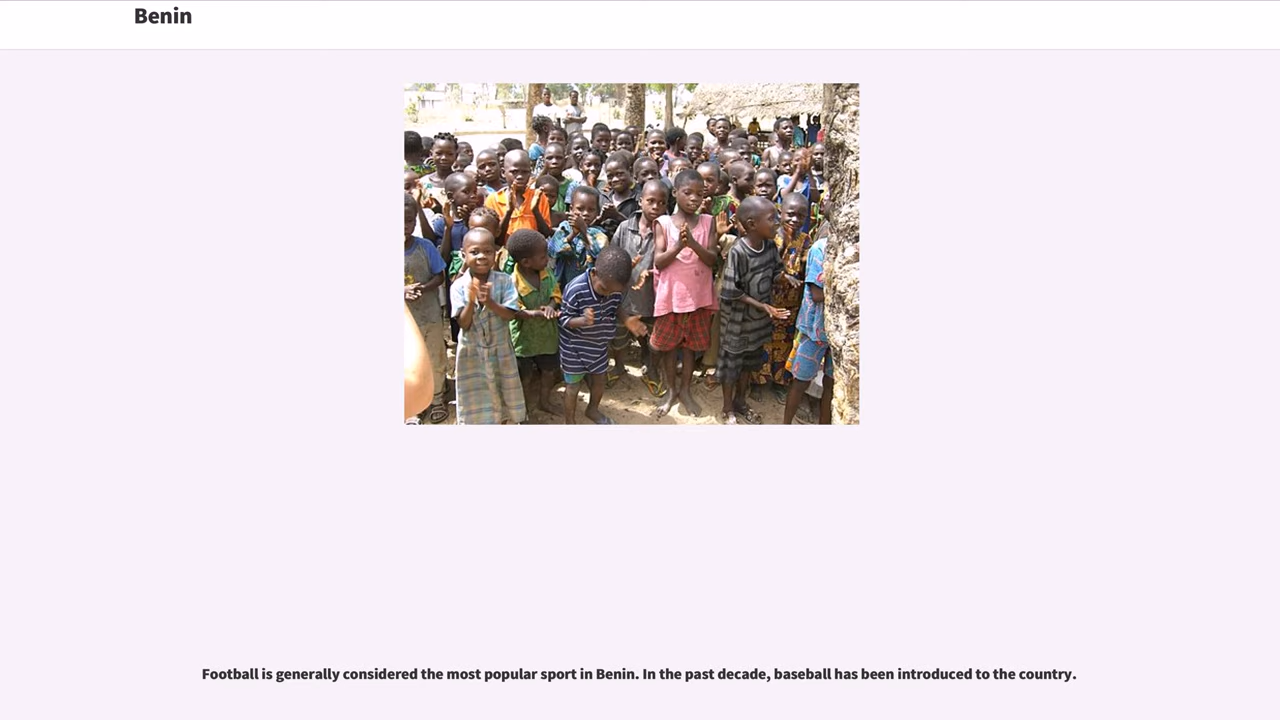 Benin
Football is generally considered the most popular sport in Benin. In the past decade, baseball has been introduced to the country.